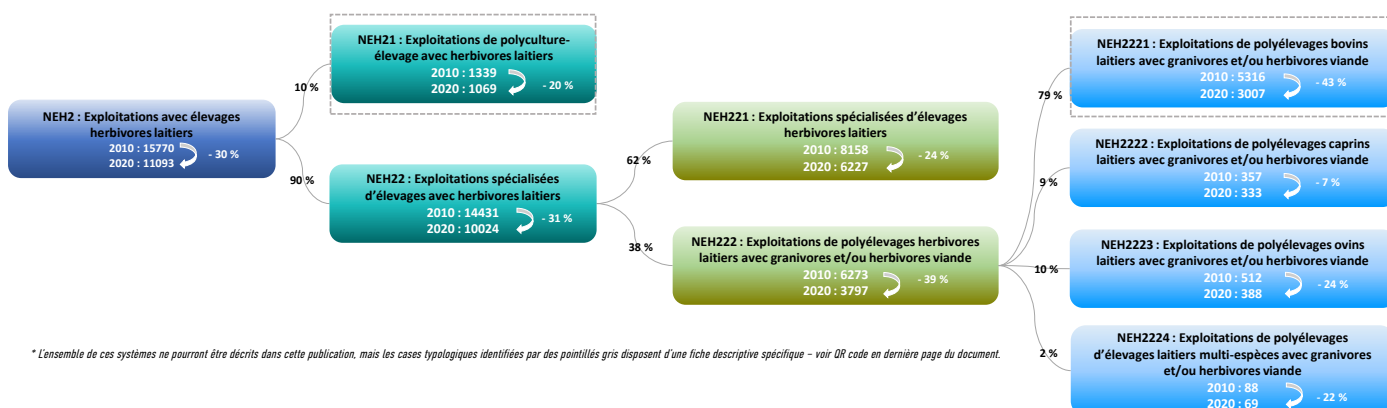 NEH2 : Exploitations avec élevages
herbivores laitiers
2010 : 15770
2020 : 11093
- 30 %
10 %
90 %
NEH21 : Exploitations de polyculture-
élevage avec herbivores laitiers
2010 : 1339
2020 : 1069
- 20 %
NEH22 : Exploitations spécialisées
d'élevages avec herbivores laitiers
2010 : 14431
2020 : 10024
- 31 %
62 %
38 %
NEH221 : Exploitations spécialisées d'élevages
herbivores laitiers
2010 : 8158
2020 : 6227
- 24 %
NEH222 : Exploitations de polyélevages herbivores
laitiers avec granivores et/ou herbivores viande
2010 : 6273
2020 : 3797
- 39 %
79 %
9 %
10 %
2 %
NEH2221 : Exploitations de polyélevages bovins
laitiers avec granivores et/ou herbivores viande
2010 : 5316
2020 : 3007
- 43 %
NEH2222 : Exploitations de polyélevages caprins
laitiers avec granivores et/ou herbivores viande
2010 : 357
2020 : 333
- 7 %
NEH2223 : Exploitations de polyélevages ovins
laitiers avec granivores et/ou herbivores viande
2010 : 512
2020 : 388
- 24 %
NEH2224 : Exploitations de polyélevages
d'élevages laitiers multi-espèces avec granivores
et/ou herbivores viande
2010 : 88
2020 : 69
- 22 %
* L'ensemble de ces systèmes ne pourront être décrits dans cette publication, mais les cases typologiques identifiées par des pointillés gris disposent d'une fiche descriptive spécifique – voir QR code en dernière page du document.